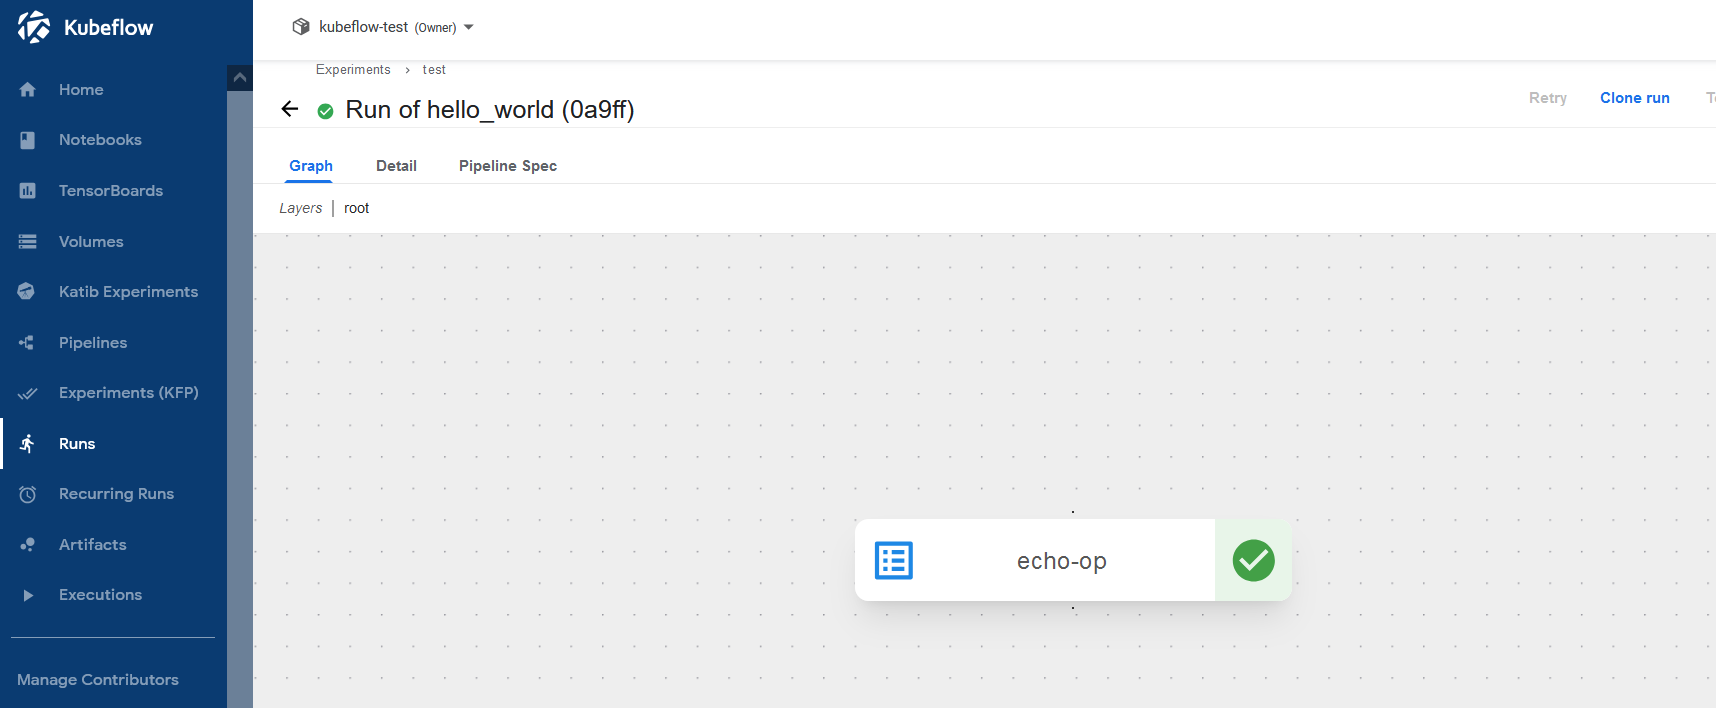 Kubeflow
kubeflow-test (Owner)
Experiments > test
Run of hello_world (0a9ff)
Retry
Clone run
Graph
Detail
Pipeline Spec
Layers | root
Home
Notebooks
TensorBoards
Volumes
Katib Experiments
Pipelines
Experiments (KFP)
Runs
Recurring Runs
Artifacts
Executions
Manage Contributors
echo-op